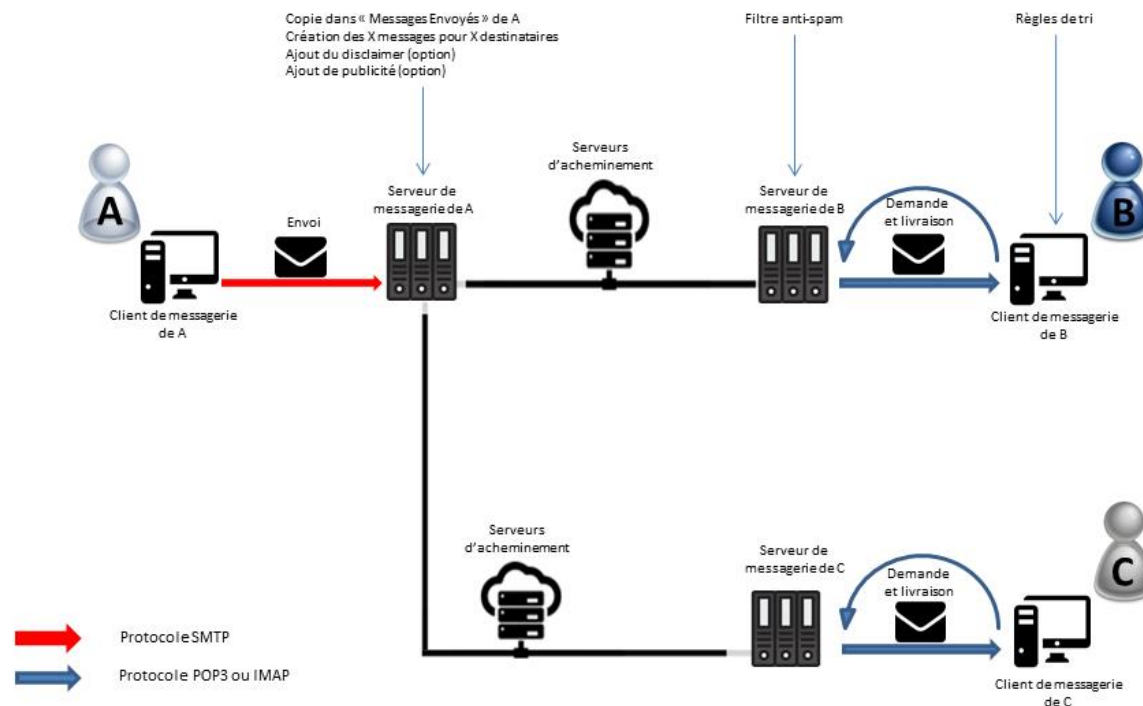 Copie dans « Messages Envoyés » de A
Création des X messages pour X destinataires
Ajout du disclaimer (option)
Ajout de publicité (option)
Filtre anti-spam
Règles de tri
A
Envoi
Client de messagerie
de A
Serveur de
messagerie de A
Serveurs
d'acheminement
Serveur de
messagerie de B
Demande
et livraison
B
Client de messagerie
de B
Serveurs
d'acheminement
Serveur de
messagerie de C
Demande
et livraison
C
Client de messagerie
de C
Protocole SMTP
Protocole POP3 ou IMAP